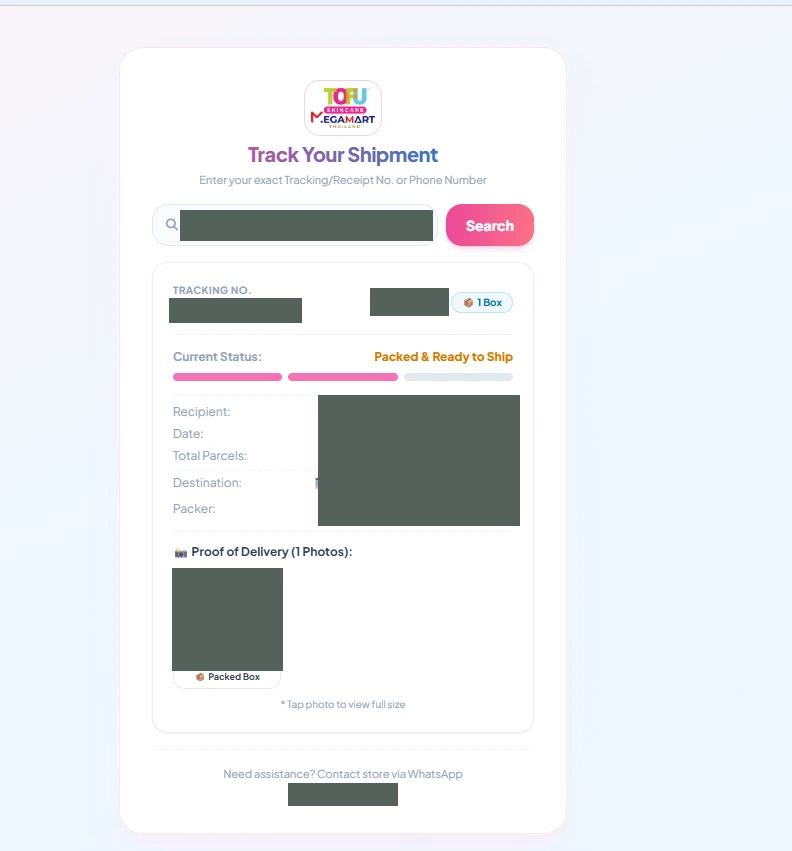 TOFU
SKINCARE
MEGAMART
THAILAND
Track Your Shipment
Enter your exact Tracking/Receipt No. or Phone Number
Search
TRACKING NO.
1 Box
Current Status:
Packed & Ready to Ship
Recipient:
Date:
Total Parcels:
Destination:
Packer:
Proof of Delivery (1 Photos):
Packed Box
* Tap photo to view full size
Need assistance? Contact store via WhatsApp